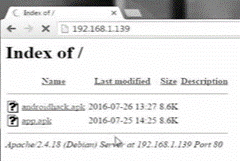 Index of /
192.168.1.139
Index of /
Name Last modified Size Description
androidhack.apk 2016-07-26 13:27 8.6K
app.apk 2016-07-25 14:25 8.6K
Apache/2.4.18 (Debian) Server at 192.168.1.139 Port 80